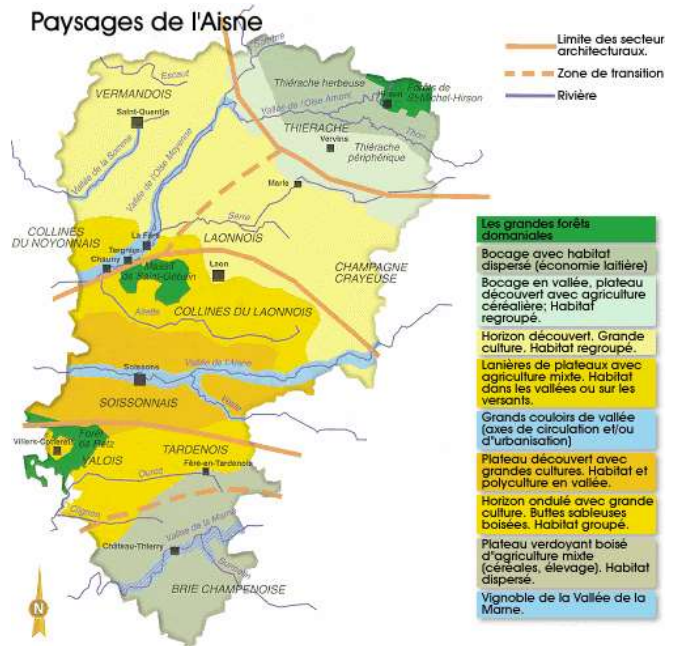 Paysages de l'Aisne
Limite des secteur
architecturaux.
Zone de transition
Rivière
Sambre
Escaut
VERMANDOIS
Saint-Quentin
Vallée de la Somme
Vallée de l'Oise Moyenne
Thiérache herbeuse
Forêts de
St-Michel-Hirson
Hirson
Vallée de l'Oise Amont
Thon
THIERACHE
Vervins
Thiérache
périphérique
Marle
Serre
COLLINES
DU NOYONNAIS
La Fère
Tergnier
Chauny
LAONNOIS
Massif
de Saint-Gobain
Laon
CHAMPAGNE
CRAYEUSE
Ailette
COLLINES DU LAONNOIS
Vallée de l'Aisne
Soissons
SOISSONNAIS
Vesle
Forêt
de Retz
Villers-Cotterêts
VALOIS
TARDENOIS
Fère-en-Tardenois
Ourcq
Clignon
Vallée de la Marne
Château-Thierry
Surmelin
BRIE CHAMPENOISE
N
Les grandes forêts
domaniales
Bocage avec habitat
dispersé (économie laitière)
Bocage en vallée, plateau
découvert avec agriculture
céréalière; Habitat
regroupé.
Horizon découvert. Grande
culture. Habitat regroupé.
Lanières de plateaux avec
agriculture mixte. Habitat
dans les vallées ou sur les
versants.
Grands couloirs de vallée
(axes de circulation et/ou
d"urbanisation)
Plateau découvert avec
grandes cultures. Habitat et
polyculture en vallée.
Horizon ondulé avec grande
culture. Buttes sableuses
boisées. Habitat groupé.
Plateau verdoyant boisé
d"agriculture mixte
(céréales, élevage). Habitat
dispersé.
Vignoble de la Vallée de la
Marne.